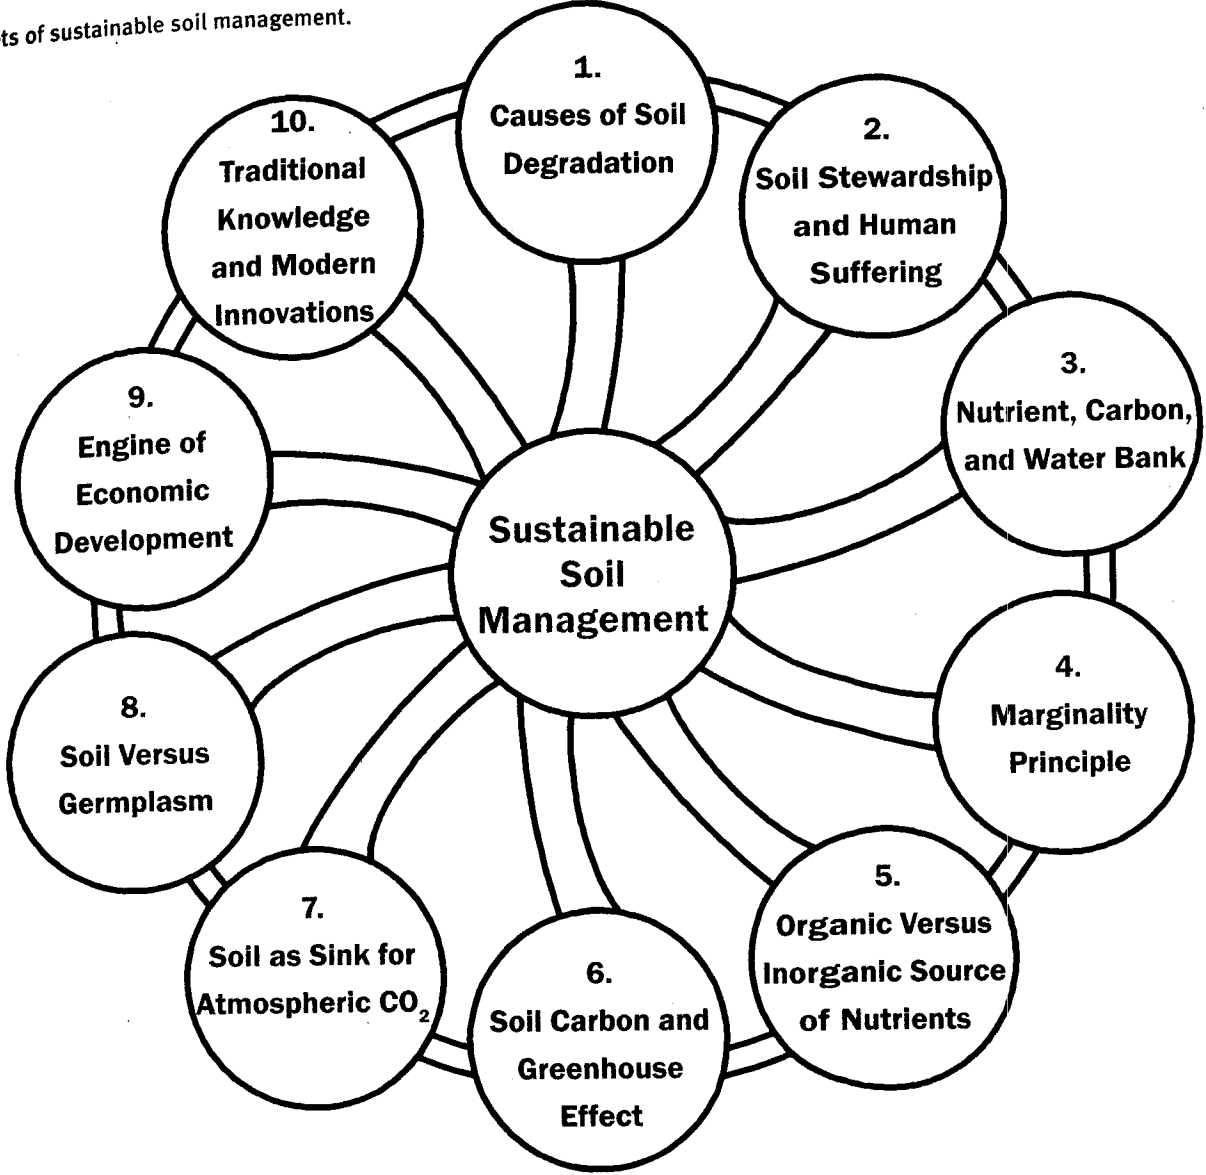 of sustainable soil management.
1.
Causes of Soil
Degradation
2.
Soil Stewardship
and Human
Suffering
3.
Nutrient, Carbon,
and Water Bank
4.
Marginality
Principle
5.
Organic Versus
Inorganic Source
of Nutrients
6.
Soil Carbon and
Greenhouse
Effect
7.
Soil as Sink for
Atmospheric CO₂
8.
Soil Versus
Germplasm
9.
Engine of
Economic
Development
10.
Traditional
Knowledge
and Modern
Innovations
Sustainable
Soil
Management